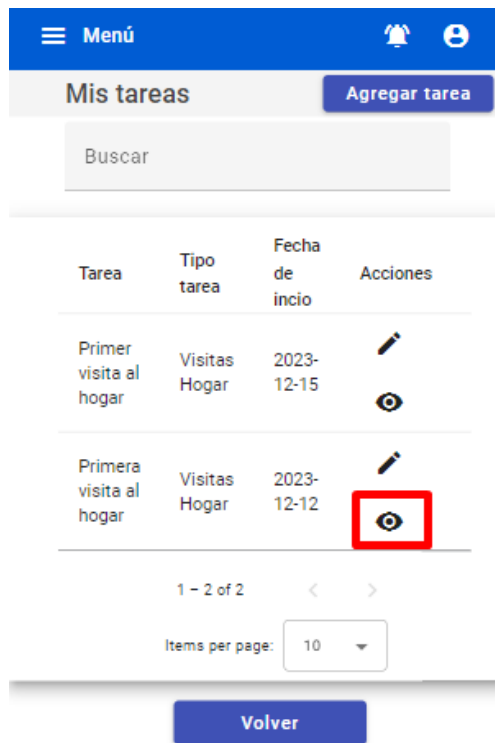 Menú
Mis tareas
Agregar tarea
Buscar
Tarea
Tipo
tarea
Fecha
de
incio
Acciones
Primer
visita al
hogar
Visitas
Hogar
2023-
12-15
Primera
visita al
hogar
Visitas
Hogar
2023-
12-12
1 – 2 of 2
Items per page:
10
Volver